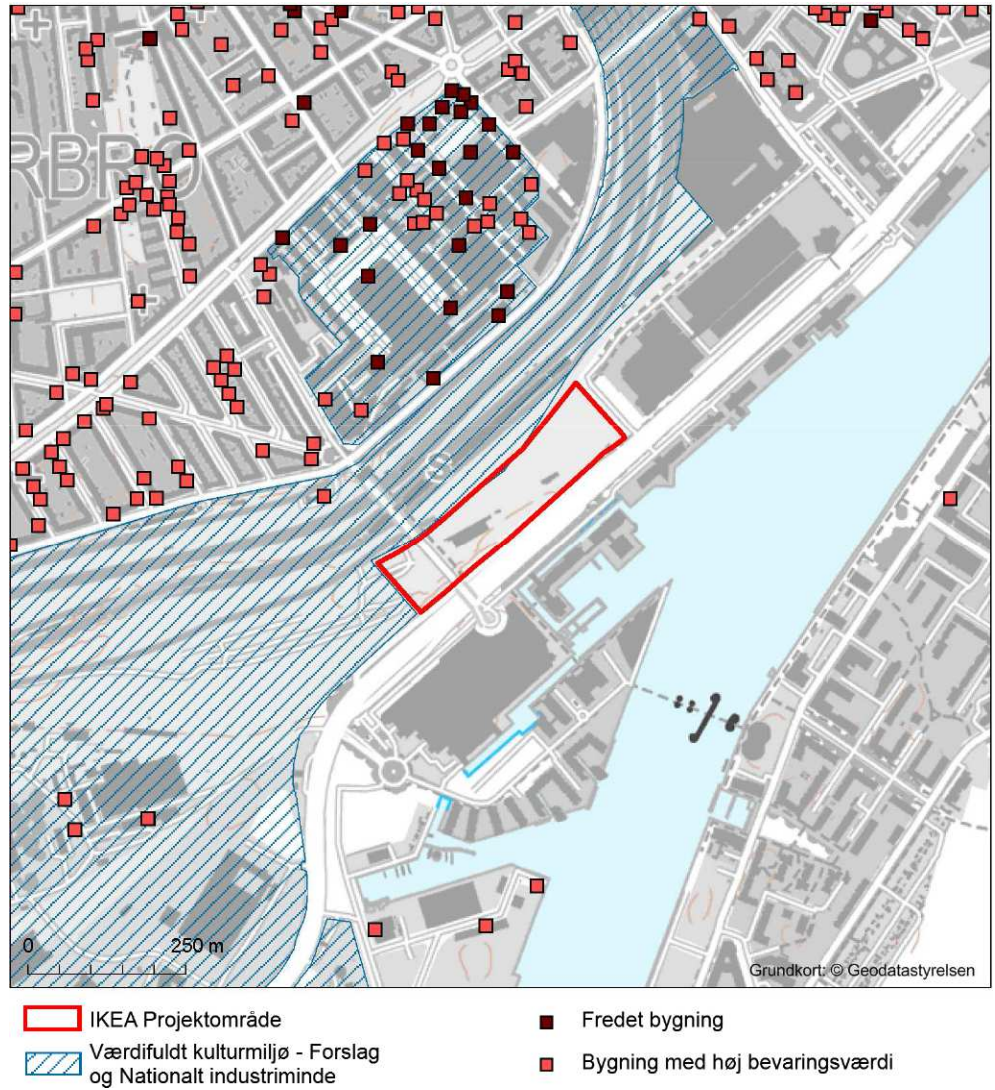 RBRO
S
A
0
250 m
Grundkort: © Geodatastyrelsen
IKEA Projektområde
Værdifuldt kulturmiljø - Forslag
og Nationalt industriminde
Fredet bygning
Bygning med høj bevaringsværdi